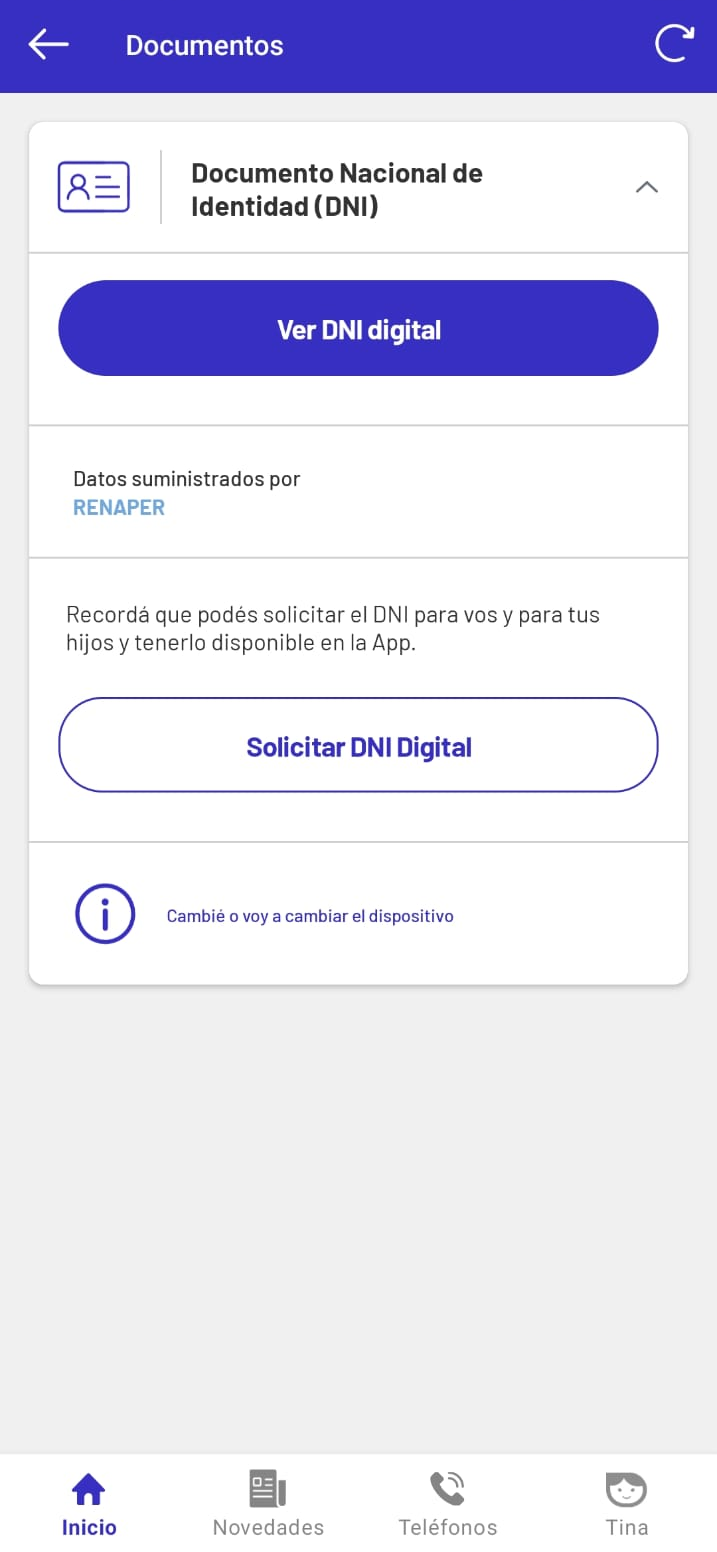 Documentos
Documento Nacional de
Identidad (DNI)
Ver DNI digital
Datos suministrados por
RENAPER
Recordá que podés solicitar el DNI para vos y para tus
hijos y tenerlo disponible en la App.
Solicitar DNI Digital
Cambié o voy a cambiar el dispositivo
Inicio
Novedades
Teléfonos
Tina